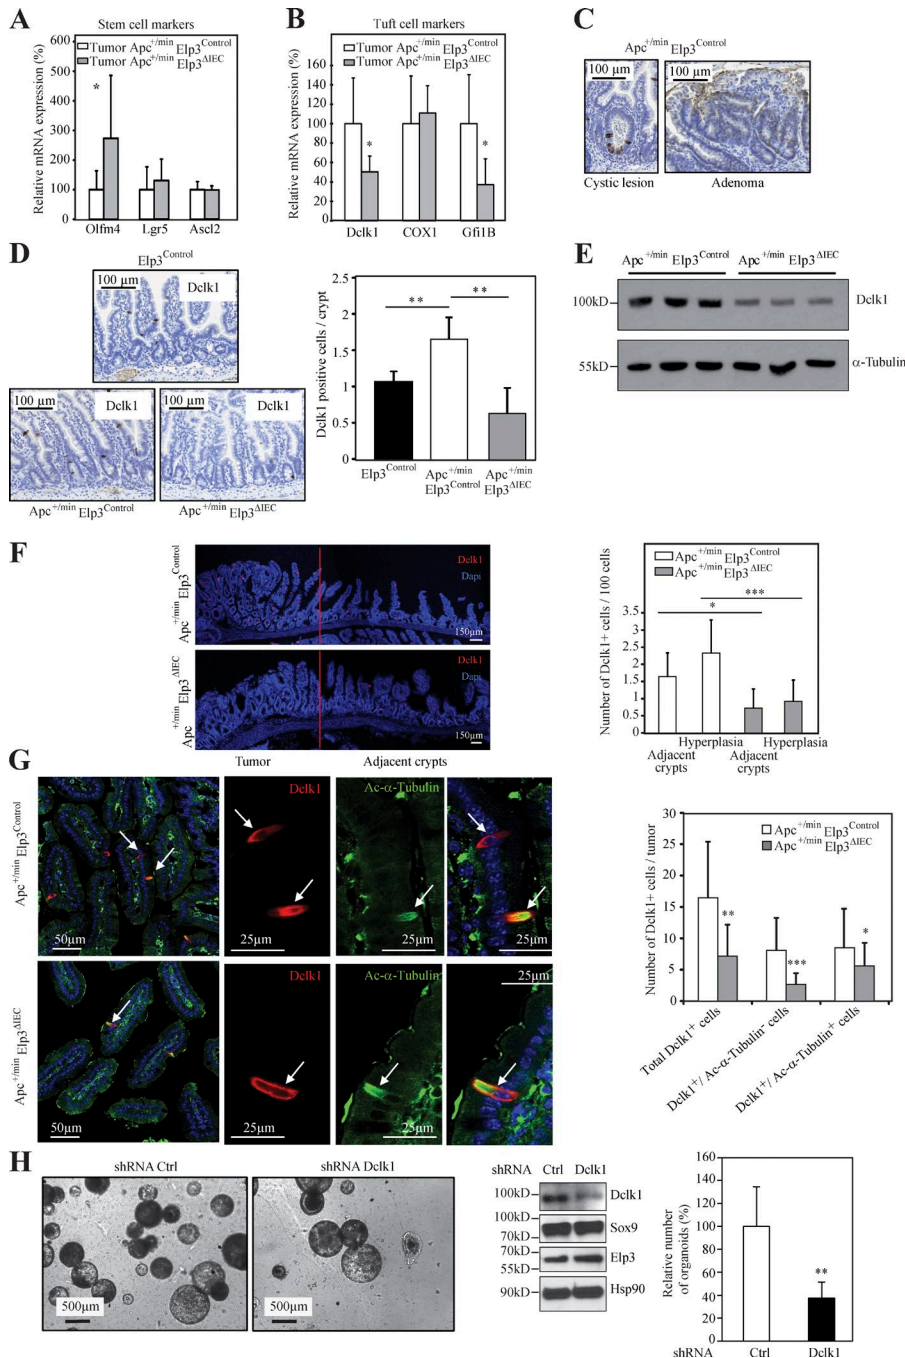 A
Stem cell markers
Relative mRNA expression (%)
600
500
400
300
200
100
0
Tumor Apc+/min Elp3Control
Tumor Apc+/min Elp3ΔIEC
*
Olfm4 Lgr5 Ascl2
B
Tuft cell markers
Relative mRNA expression (%)
160
140
120
100
80
60
40
20
0
Tumor Apc+/min Elp3Control
Tumor Apc+/min Elp3ΔIEC
* *
Dclk1 COX1 Gfi1B
C
Apc+/min Elp3Control
100 µm 100 µm
Cystic lesion Adenoma
D
Elp3Control
100 µm Dclk1
100 µm Dclk1
100 µm Dclk1
Apc+/min Elp3Control Apc+/min Elp3ΔIEC
Dclk1 positive cells / crypt
2.5
2
1.5
1
0.5
0
** **
Elp3Control Apc+/min Elp3Control Apc+/min Elp3ΔIEC
E
Apc+/min Elp3Control Apc+/min Elp3ΔIEC
100kD Dclk1
55kD α-Tubulin
F
Apc+/min Elp3Control
Dclk1
Dapi
150µm
Apc+/min Elp3ΔIEC
Dclk1
Dapi
150µm
Number of Dclk1+ cells / 100 cells
Apc+/min Elp3Control
Apc+/min Elp3ΔIEC
***
*
3.5
3
2.5
2
1.5
1
0.5
0
Hyperplasia Hyperplasia
Adjacent crypts Adjacent crypts
G
Tumor Adjacent crypts
Apc+/min Elp3Control
Dclk1 Ac-α-Tubulin
50µm 25µm 25µm 25µm
Apc+/min Elp3ΔIEC
Dclk1 Ac-α-Tubulin 25µm
50µm 25µm 25µm
Number of Dclk1+ cells / tumor
30
25
20
15
10
5
0
Apc+/min Elp3Control
Apc+/min Elp3ΔIEC
** *** *
Total Dclk1+ cells
Dclk1+/ Ac-α-Tubulin- cells
Dclk1+/ Ac-α-Tubulin+ cells
H
shRNA Ctrl shRNA Dclk1
500µm 500µm
shRNA Ctrl Dclk1
100kD Dclk1
100kD Sox9
70kD
70kD Elp3
55kD
90kD Hsp90
Relative number
of organoids (%)
160
140
120
100
80
60
40
20
0
**
shRNA Ctrl Dclk1